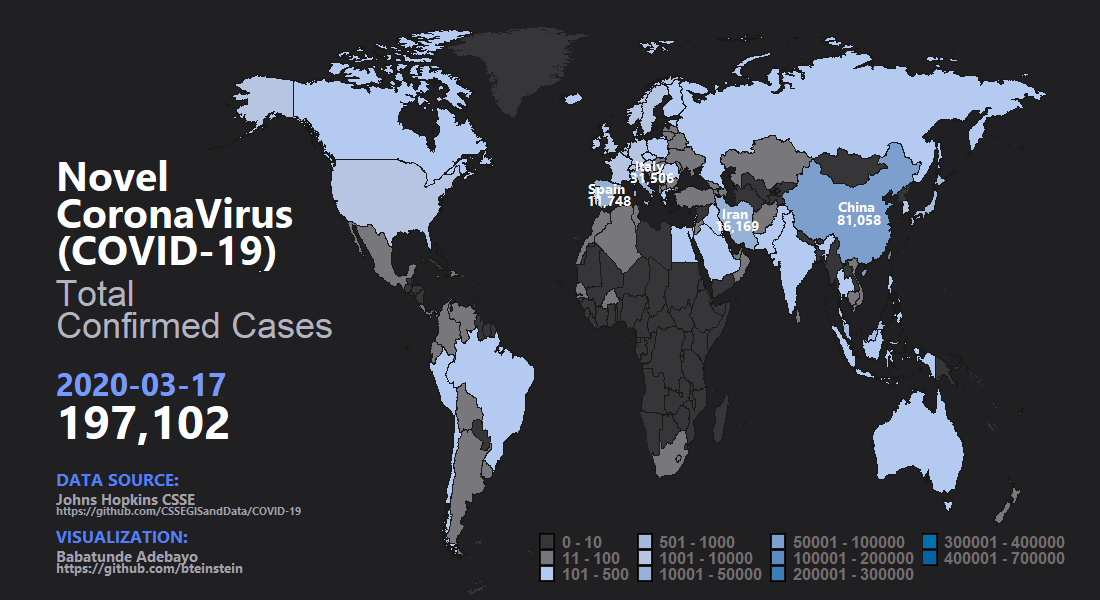 Novel
CoronaVirus
(COVID-19)
Total
Confirmed Cases
2020-03-17
197,102
DATA SOURCE:
Johns Hopkins CSSE
https://github.com/CSSEGISandData/COVID-19
VISUALIZATION:
Babatunde Adebayo
https://github.com/bteinstein
Italy
31,506
Spain
11,748
Iran
16,169
China
81,058
0 - 10
11 - 100
101 - 500
501 - 1000
1001 - 10000
10001 - 50000
50001 - 100000
100001 - 200000
200001 - 300000
300001 - 400000
400001 - 700000